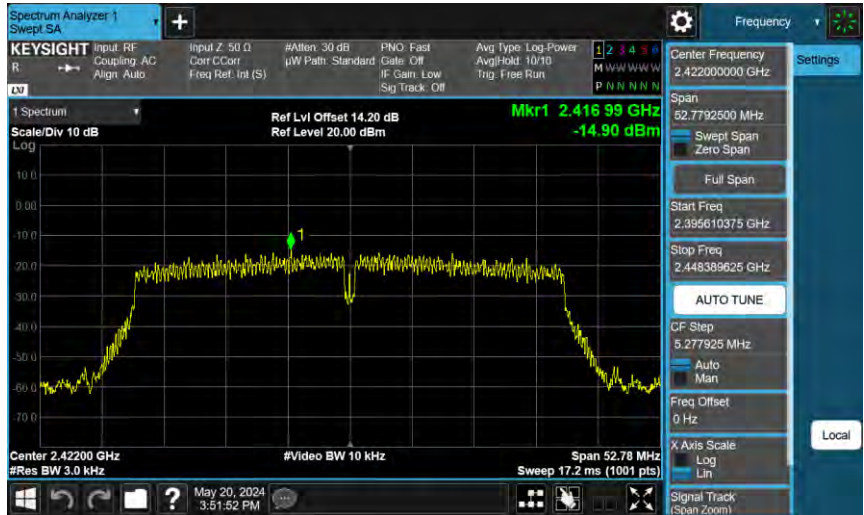 Spectrum Analyzer 1
Swept SA
+
Frequency
KEYSIGHT
R
LXI
Input: RF
Coupling: AC
Align: Auto
Input Z: 50 Ω
Corr CCorr
Freq Ref: Int (S)
#Atten: 30 dB
µW Path: Standard
PNO: Fast
Gate: Off
IF Gain: Low
Sig Track: Off
Avg Type: Log-Power
Avg|Hold: 10/10
Trig: Free Run
1 2 3 4 5 6
M W W W W W
P N N N N N
1 Spectrum
Scale/Div 10 dB
Ref Lvl Offset 14.20 dB
Ref Level 20.00 dBm
Mkr1 2.416 99 GHz
-14.90 dBm
Log
10.0
0.00
-10.0
-20.0
-30.0
-40.0
-50.0
-60.0
-70.0
1
Center 2.42200 GHz
#Res BW 3.0 kHz
#Video BW 10 kHz
Span 52.78 MHz
Sweep 17.2 ms (1001 pts)
Center Frequency
2.422000000 GHz
Span
52.7792500 MHz
Swept Span
Zero Span
Full Span
Start Freq
2.395610375 GHz
Stop Freq
2.448389625 GHz
AUTO TUNE
CF Step
5.277925 MHz
Auto
Man
Freq Offset
0 Hz
X Axis Scale
Log
Lin
Signal Track
(Span Zoom)
Settings
Local
?
May 20, 2024
3:51:52 PM